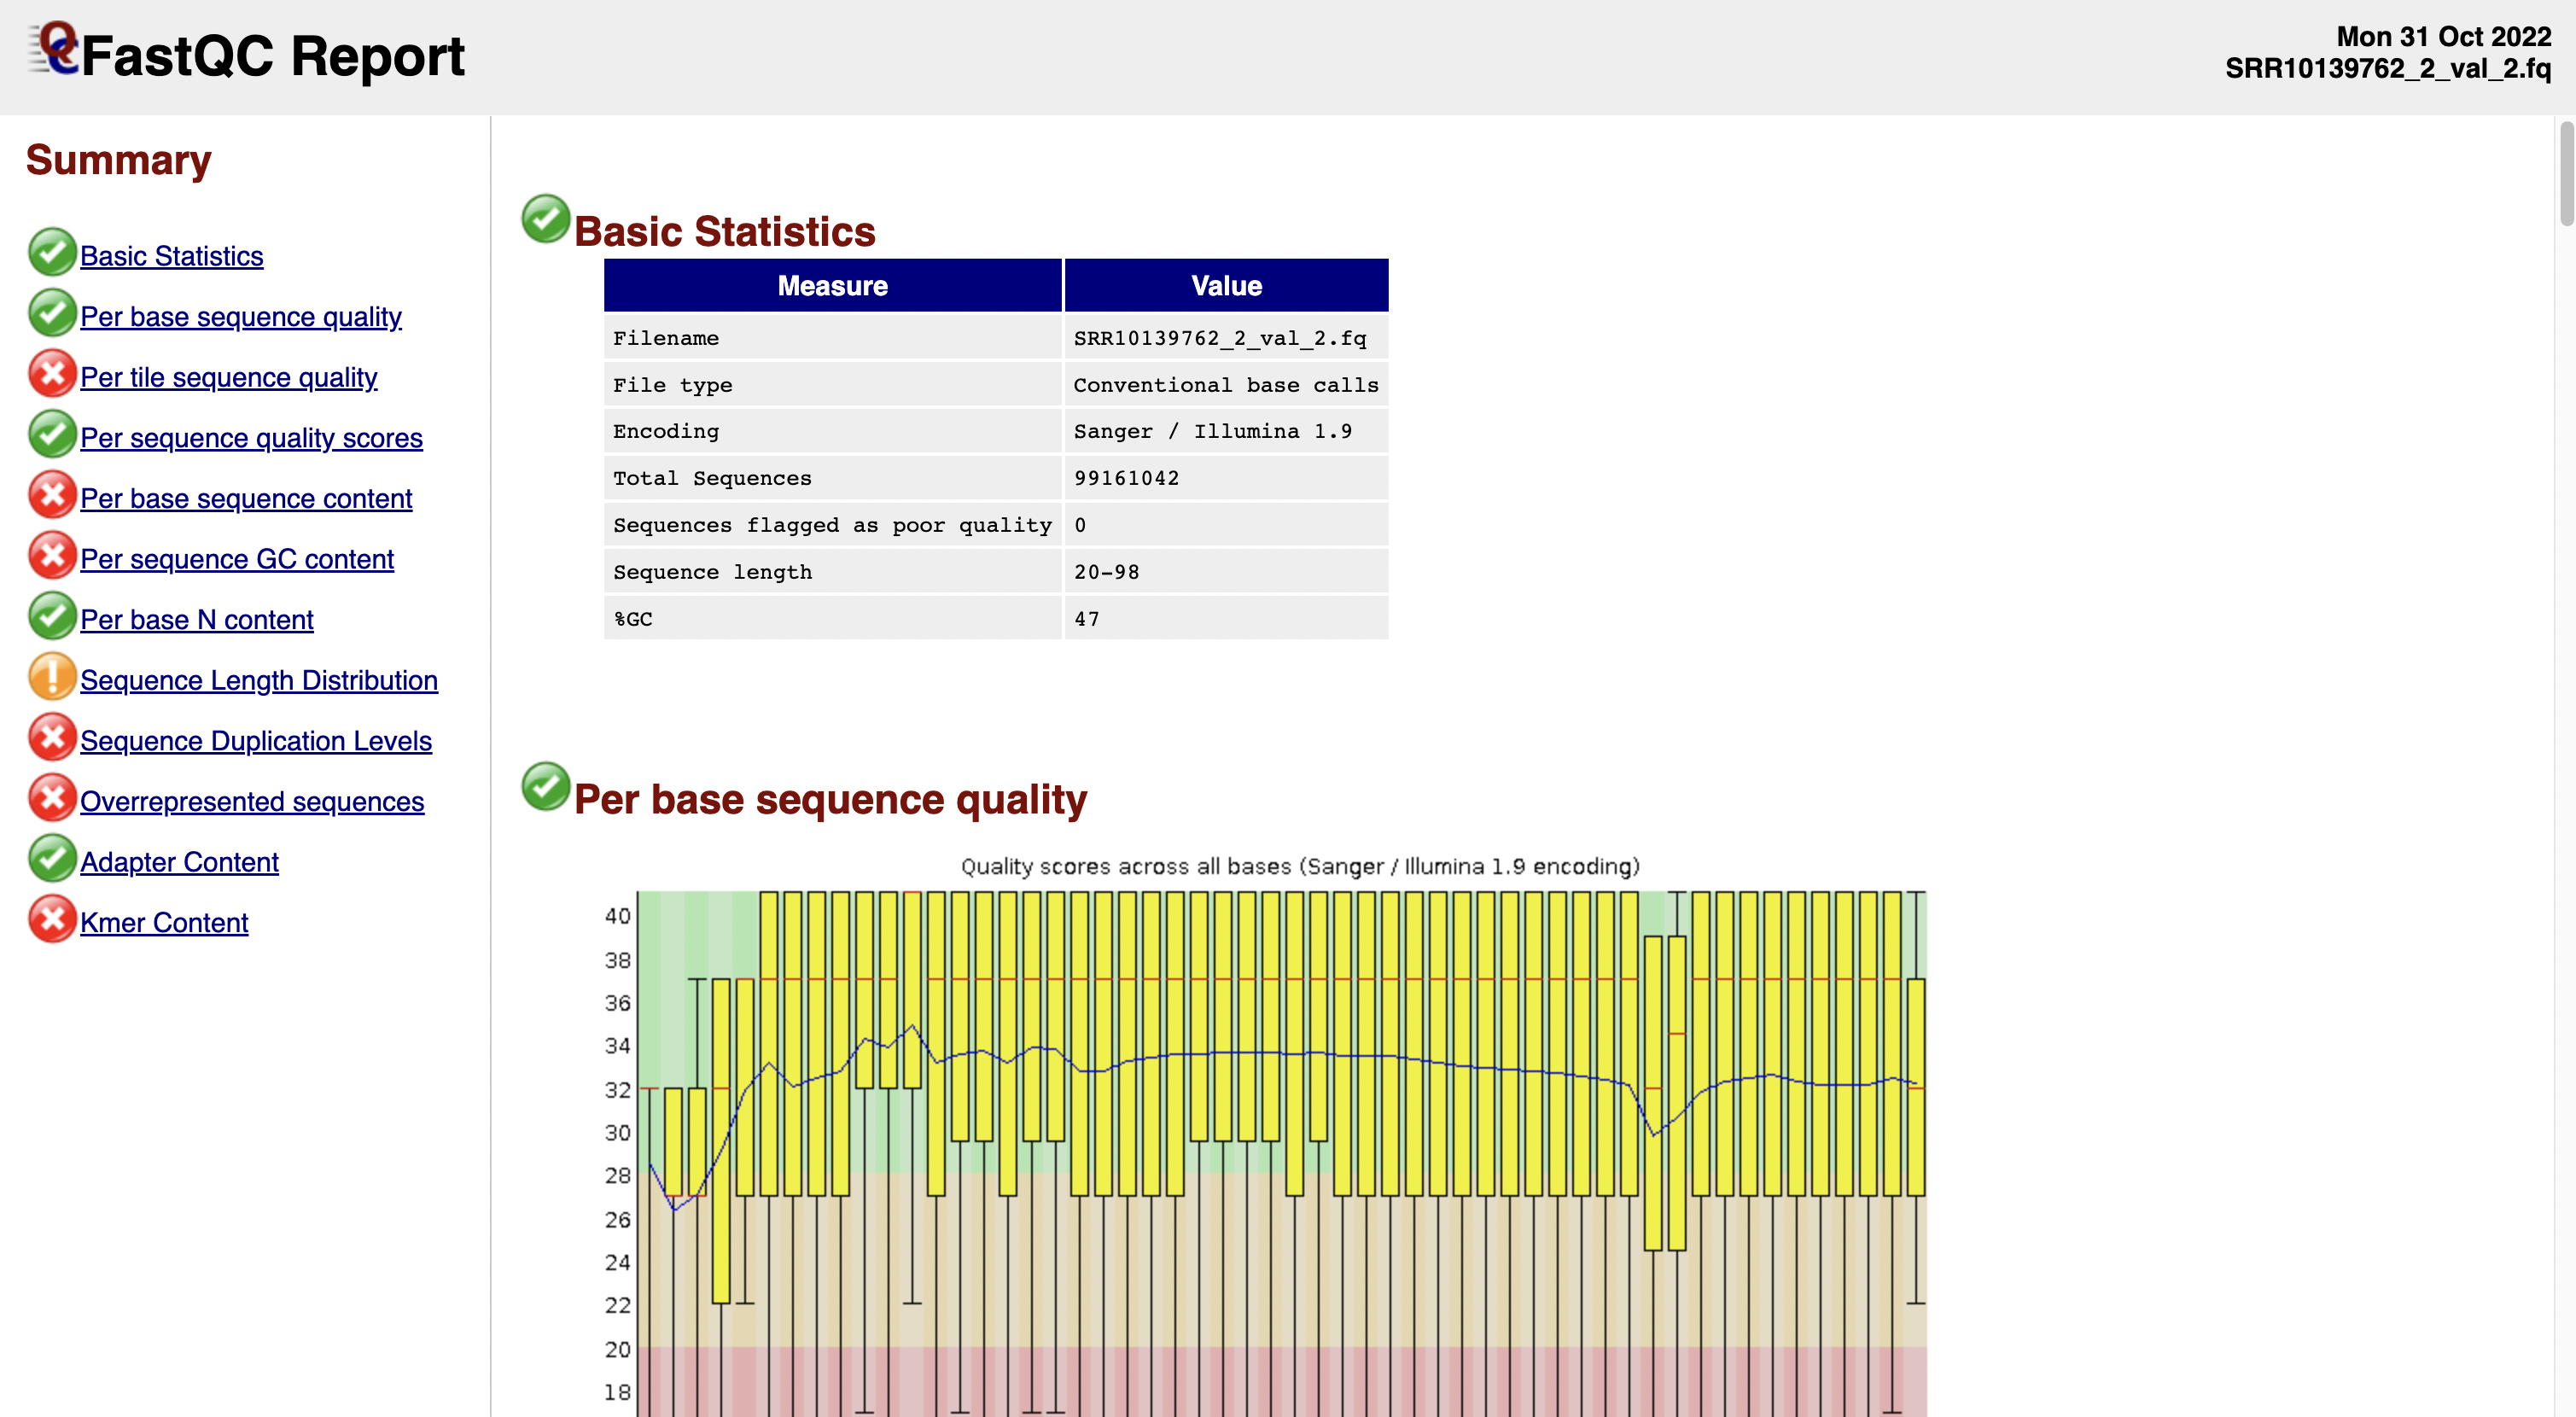 FastQC Report
Mon 31 Oct 2022
SRR10139762_2_val_2.fq
Summary
Basic Statistics
Per base sequence quality
Per tile sequence quality
Per sequence quality scores
Per base sequence content
Per sequence GC content
Per base N content
Sequence Length Distribution
Sequence Duplication Levels
Overrepresented sequences
Adapter Content
Kmer Content
Basic Statistics
Measure Value
Filename SRR10139762_2_val_2.fq
File type Conventional base calls
Encoding Sanger / Illumina 1.9
Total Sequences 99161042
Sequences flagged as poor quality 0
Sequence length 20-98
%GC 47
Per base sequence quality
Quality scores across all bases (Sanger / Illumina 1.9 encoding)
40
38
36
34
32
30
28
26
24
22
20
18